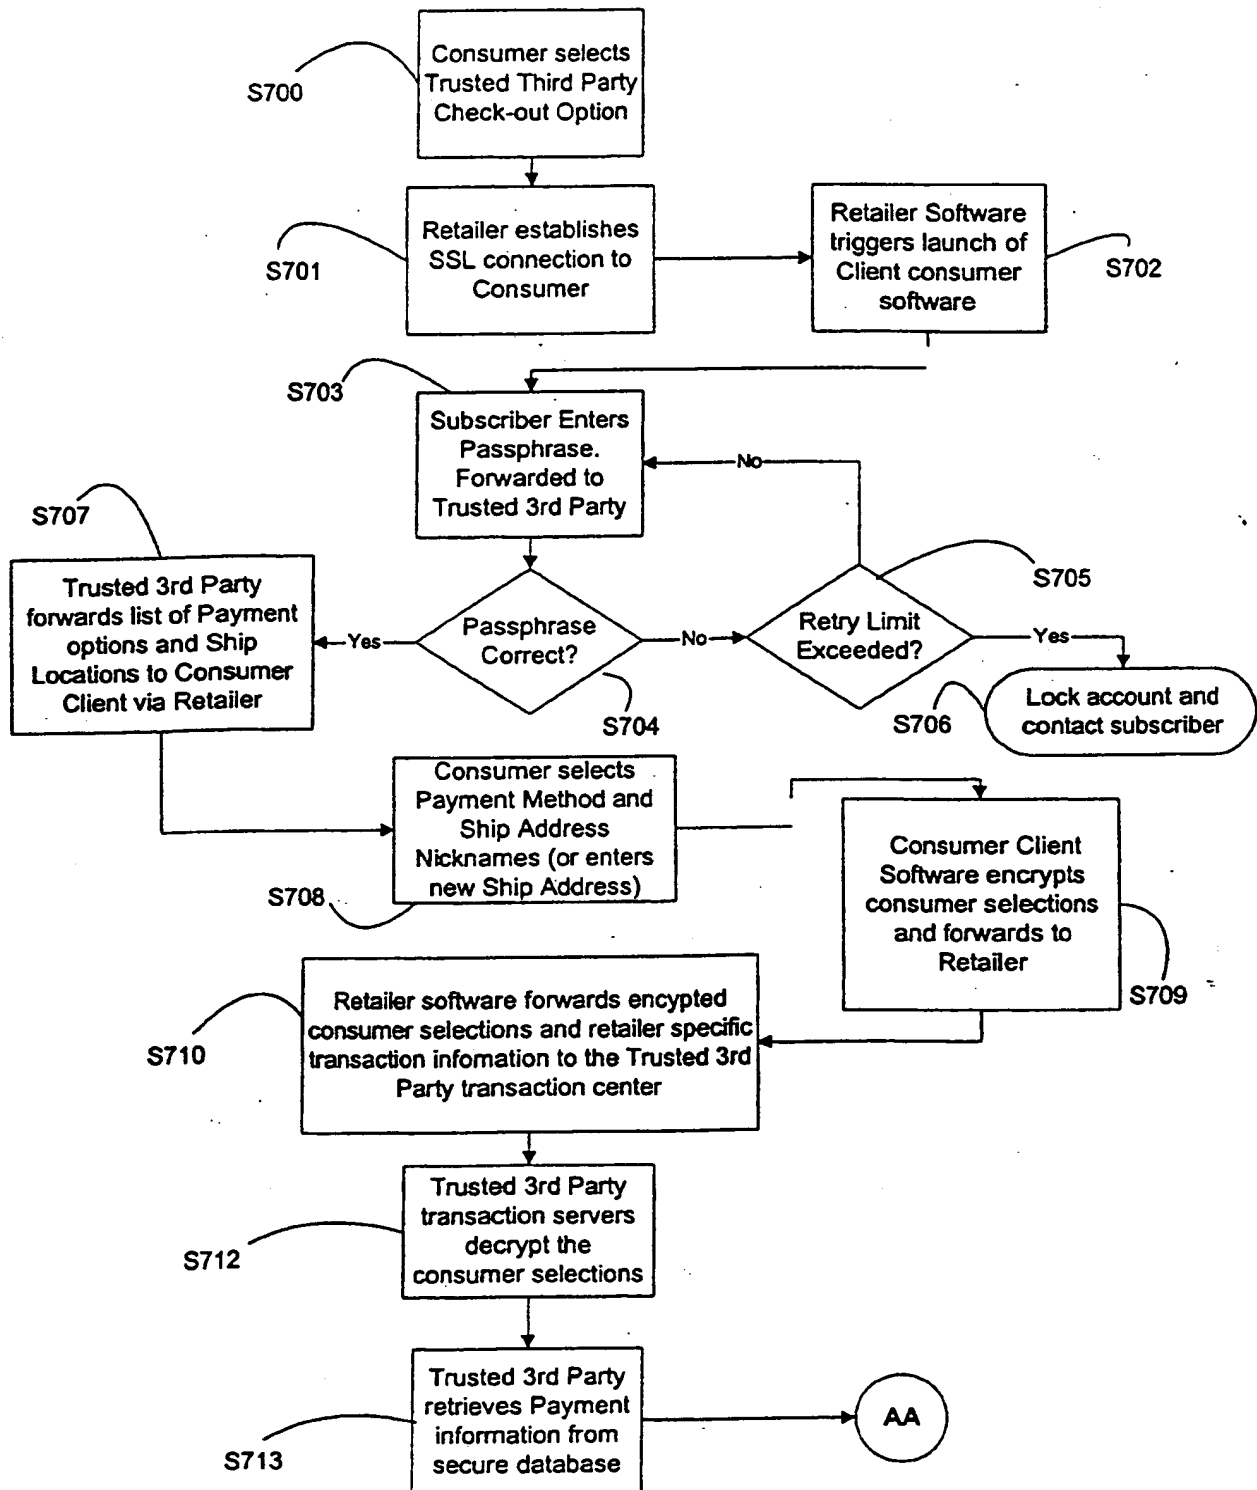 Consumer selects
Trusted Third Party
Check-out Option
S700
Retailer establishes
SSL connection to
Consumer
S701
Retailer Software
triggers launch of
Client consumer
software
S702
S703
Subscriber Enters
Passphrase.
Forwarded to
Trusted 3rd Party
No
S707
Trusted 3rd Party
forwards list of Payment
options and Ship
Locations to Consumer
Client via Retailer
Yes
Passphrase
Correct?
S704
No
Retry Limit
Exceeded?
S705
Yes
Lock account and
contact subscriber
S706
Consumer selects
Payment Method and
Ship Address
Nicknames (or enters
new Ship Address)
S708
Consumer Client
Software encrypts
consumer selections
and forwards to
Retailer
S709
Retailer software forwards encypted
consumer selections and retailer specific
transaction infomation to the Trusted 3rd
Party transaction center
S710
Trusted 3rd Party
transaction servers
decrypt the
consumer selections
S712
Trusted 3rd Party
retrieves Payment
information from
secure database
S713
AA